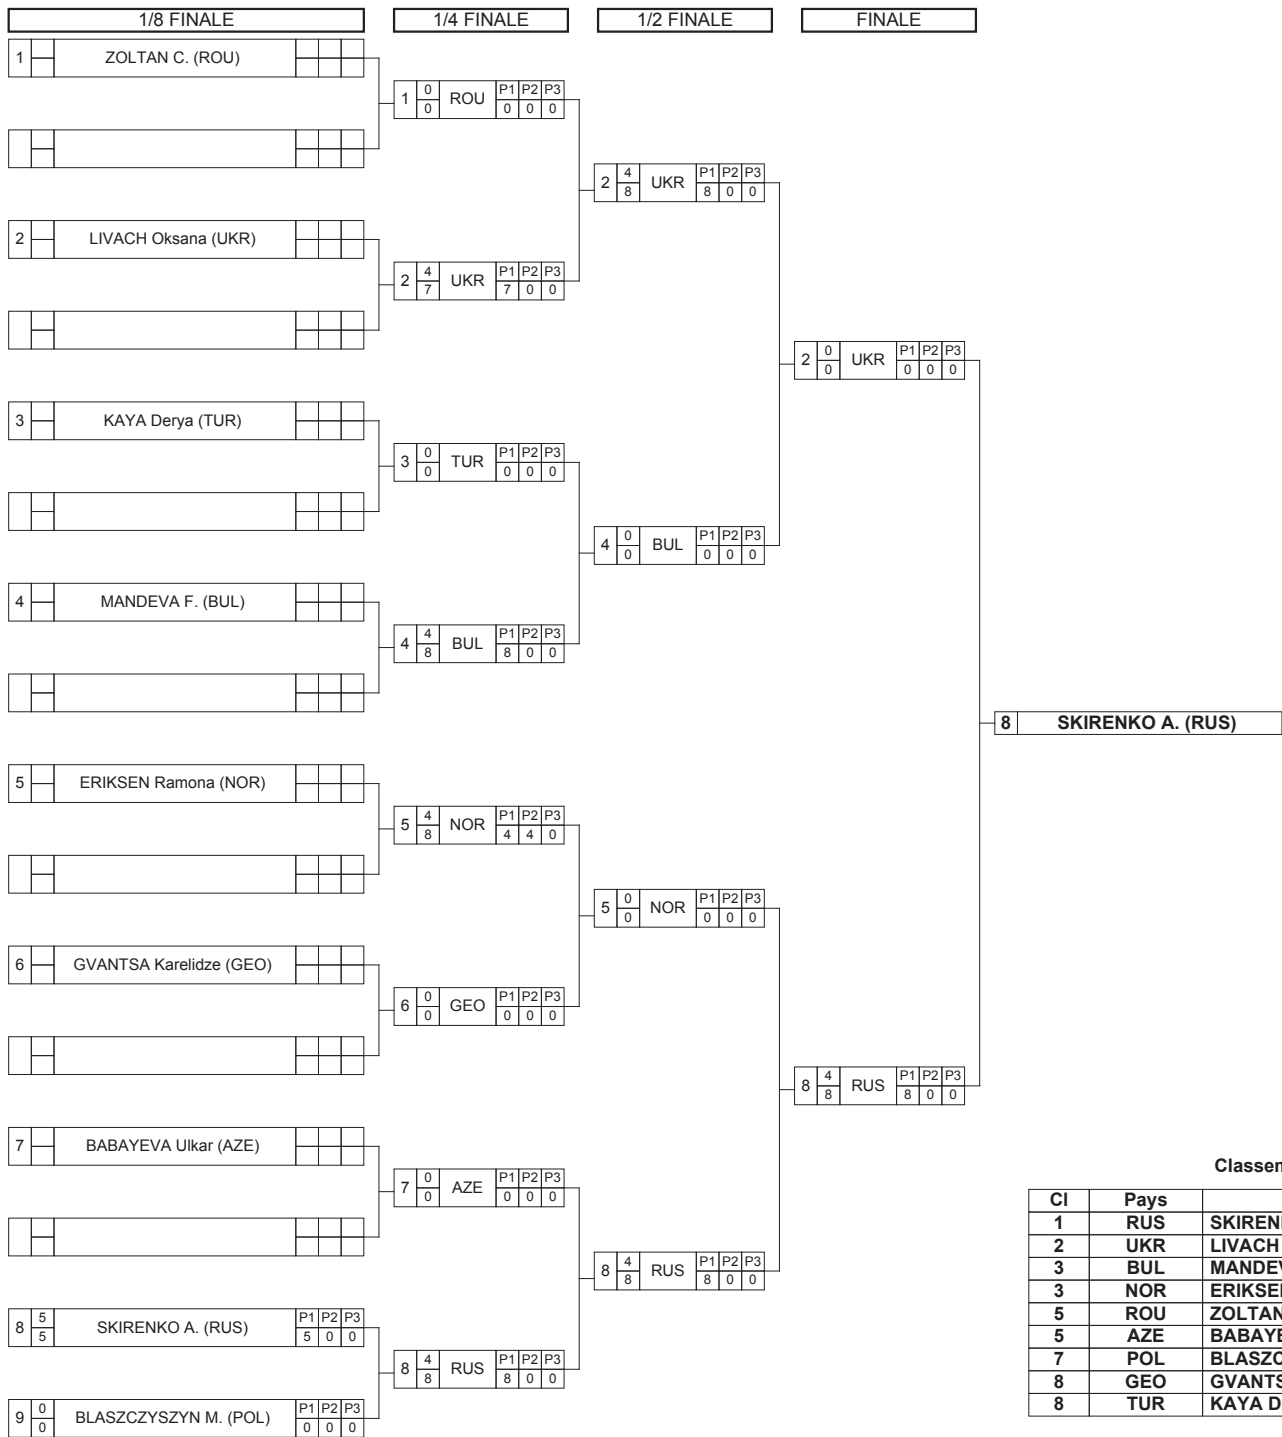 1/8 FINALE 1/4 FINALE 1/2 FINALE FINALE
1 ZOLTAN C. (ROU)
1 0 ROU P1 P2 P3
0 0 0 0
2 4 UKR P1 P2 P3
8 8 0 0
2 LIVACH Oksana (UKR)
2 4 UKR P1 P2 P3
7 7 0 0
2 0 UKR P1 P2 P3
0 0 0 0
3 KAYA Derya (TUR)
3 0 TUR P1 P2 P3
0 0 0 0
4 0 BUL P1 P2 P3
0 0 0 0
4 MANDEVA F. (BUL)
4 4 BUL P1 P2 P3
8 8 0 0
8 SKIRENKO A. (RUS)
5 ERIKSEN Ramona (NOR)
5 4 NOR P1 P2 P3
8 4 4 0
5 0 NOR P1 P2 P3
0 0 0 0
6 GVANTSA Karelidze (GEO)
6 0 GEO P1 P2 P3
0 0 0 0
8 4 RUS P1 P2 P3
8 8 0 0
7 BABAYEVA Ulkar (AZE)
7 0 AZE P1 P2 P3
0 0 0 0
8 4 RUS P1 P2 P3
8 8 0 0
8 5 SKIRENKO A. (RUS) P1 P2 P3
5 5 0 0
8 4 RUS P1 P2 P3
8 8 0 0
9 0 BLASZCZYSZYN M. (POL) P1 P2 P3
0 0 0 0
Cl Pays
1 RUS
2 UKR LIVACH
3 BUL
3 NOR
5 ROU ZOLTAN
5 AZE
7 POL
8 GEO
8 TUR KAYA